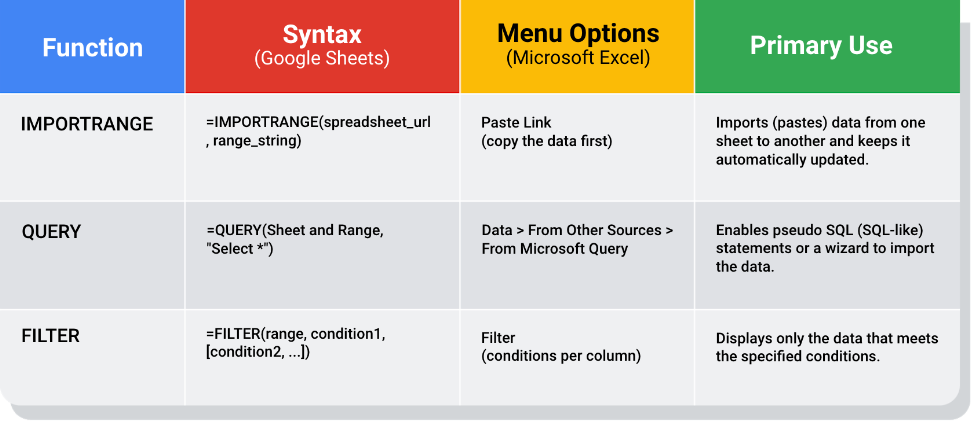 Function
Syntax
(Google Sheets)
Menu Options
(Microsoft Excel)
Primary Use
IMPORTRANGE
=IMPORTRANGE(spreadsheet_url
, range_string)
Paste Link
(copy the data first)
Imports (pastes) data from one
sheet to another and keeps it
automatically updated.
QUERY
=QUERY(Sheet and Range,
"Select *")
Data > From Other Sources >
From Microsoft Query
Enables pseudo SQL (SQL-like)
statements or a wizard to import
the data.
FILTER
=FILTER(range, condition1,
[condition2, ...])
Filter
(conditions per column)
Displays only the data that meets
the specified conditions.